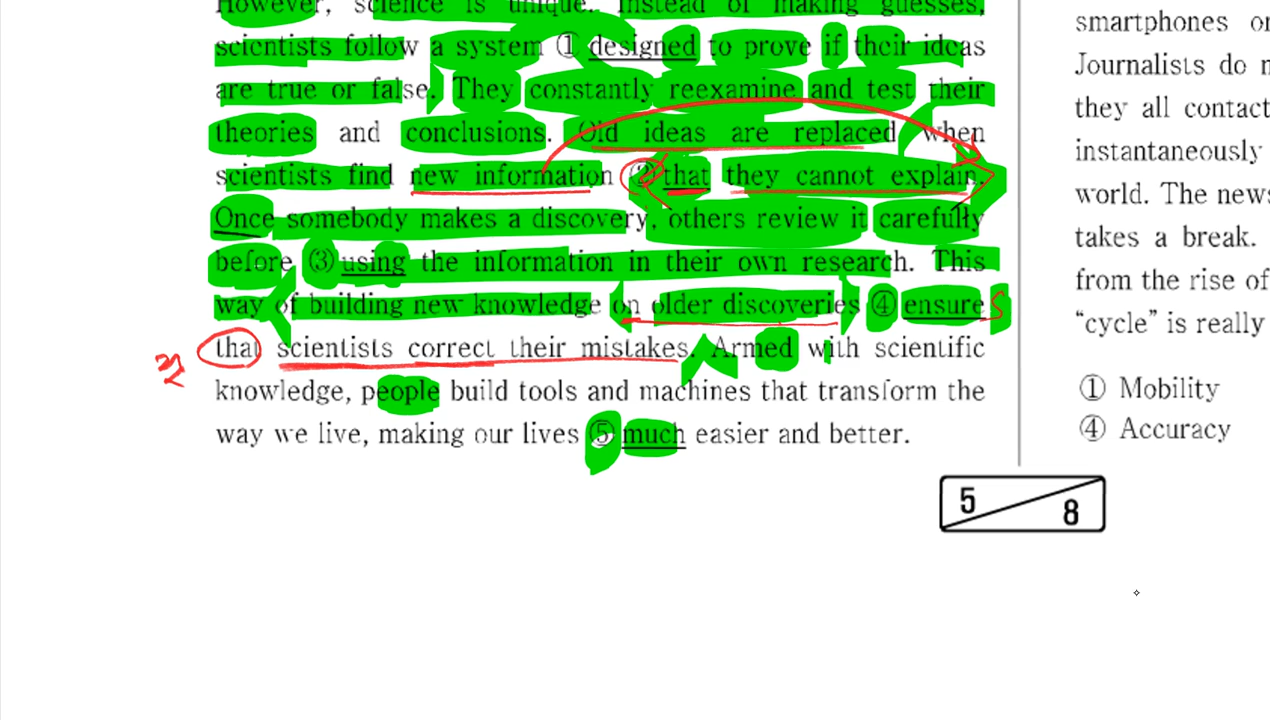 However, science is unique. Instead of making guesses,
scientists follow a system ① designed to prove if their ideas
are true or false. They constantly reexamine and test their
theories and conclusions. Old ideas are replaced when
scientists find new information ② that they cannot explain.
Once somebody makes a discovery, others review it carefully
before ③ using the information in their own research. This
way of building new knowledge on older discoveries ④ ensure s
that scientists correct their mistakes. Armed with scientific
knowledge, people build tools and machines that transform the
way we live, making our lives ⑤ much easier and better.
5 8
smartphones
Journalists do
they all contact
instantaneously
world. The news
takes a break.
from the rise of
“cycle” is really
① Mobility
④ Accuracy